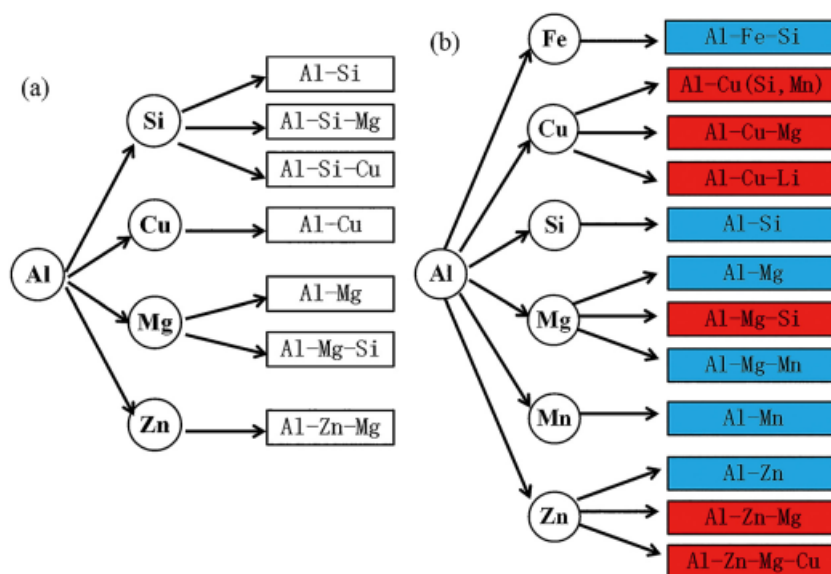 (a)
Al
Si
Al-Si
Al-Si-Mg
Al-Si-Cu
Cu
Al-Cu
Mg
Al-Mg
Al-Mg-Si
Zn
Al-Zn-Mg
(b)
Al
Fe
Al-Fe-Si
Cu
Al-Cu(Si,Mn)
Al-Cu-Mg
Al-Cu-Li
Si
Al-Si
Mg
Al-Mg
Al-Mg-Si
Al-Mg-Mn
Mn
Al-Mn
Zn
Al-Zn
Al-Zn-Mg
Al-Zn-Mg-Cu